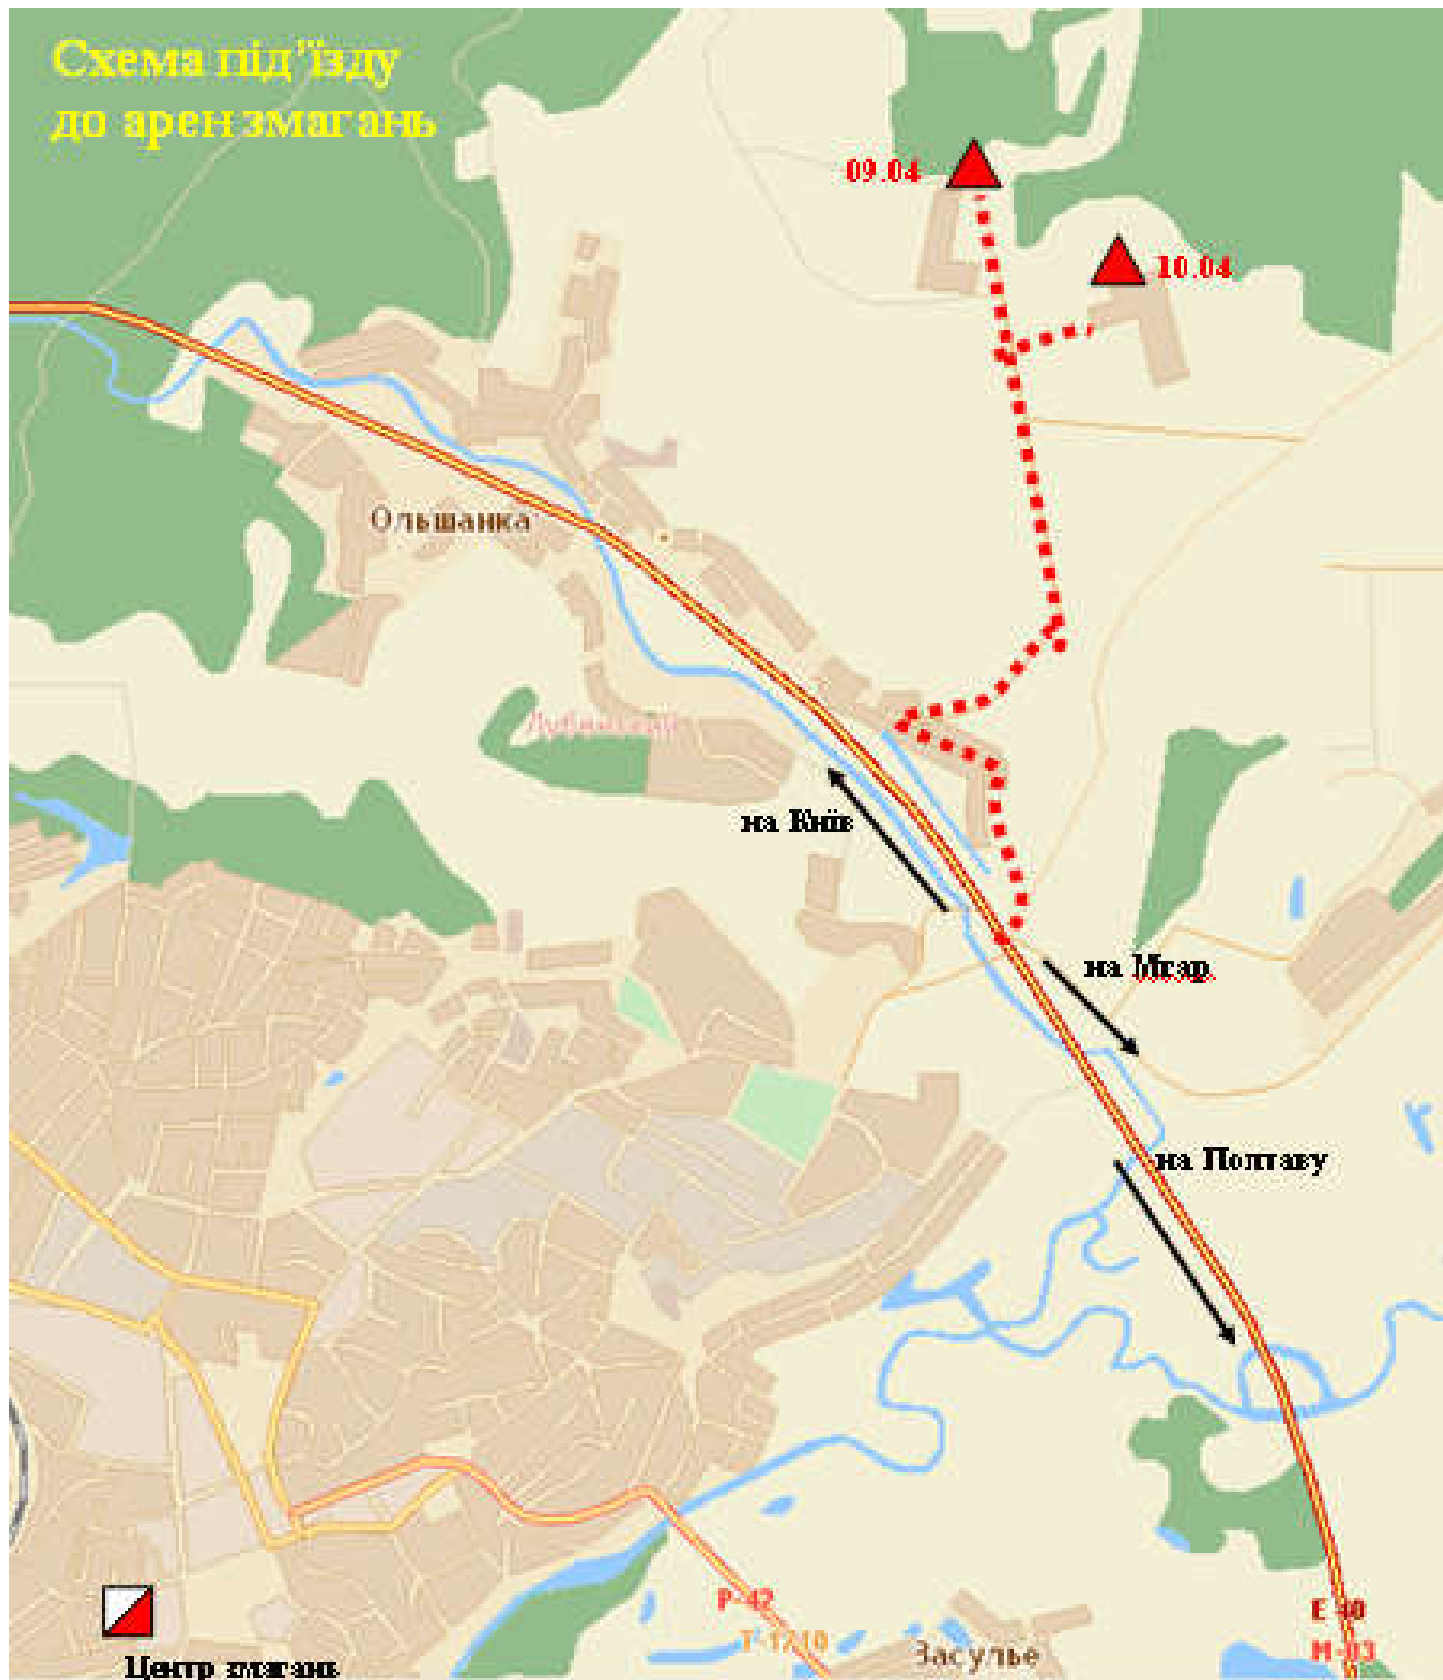 Схема під'їзду
до арен змагань
09.04
10.04
Ольшанка
на Київ
на Мгар
на Полтаву
Р-42
Т-1710
Засулье
Е 40
М-03
Центр змагань